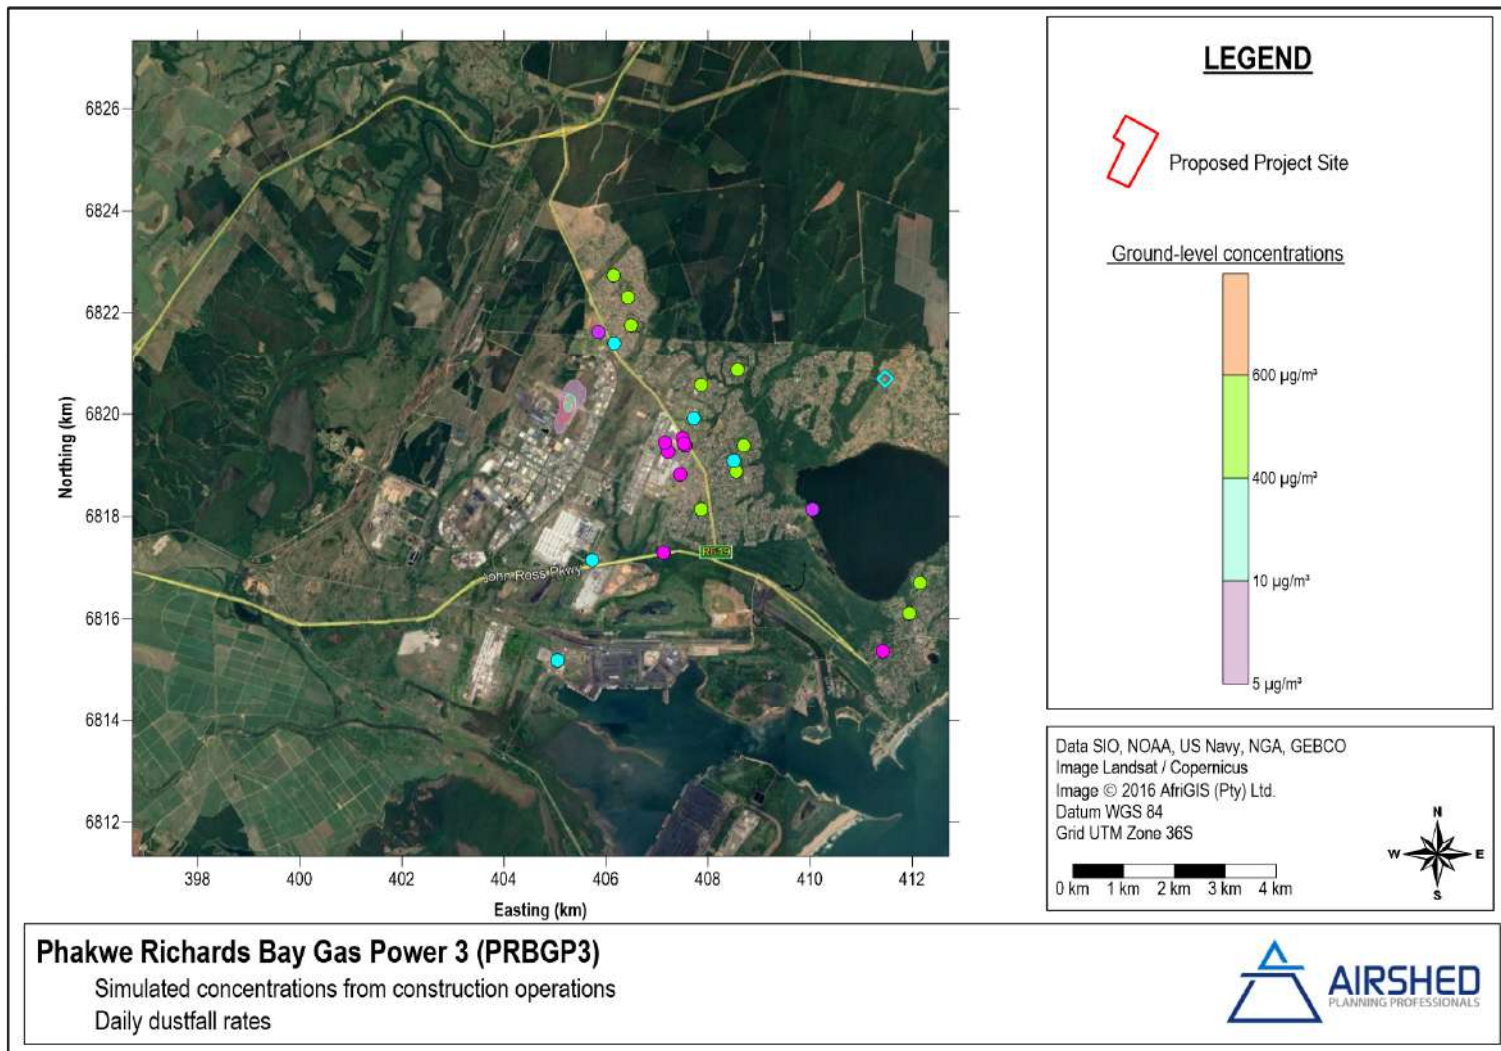 6826
6824
6822
6820
6818
6816
6814
6812
Northing (km)
398
400
402
404
406
408
410
412
Easting (km)
R619
John Ross Pkwy
LEGEND
Proposed Project Site
Ground-level concentrations
600 µg/m³
400 µg/m³
10 µg/m³
5 µg/m³
Data SIO, NOAA, US Navy, NGA, GEBCO
Image Landsat / Copernicus
Image © 2016 AfriGIS (Pty) Ltd.
Datum WGS 84
Grid UTM Zone 36S
0 km 1 km 2 km 3 km 4 km
N
W E
S
Phakwe Richards Bay Gas Power 3 (PRBGP3)
Simulated concentrations from construction operations
Daily dustfall rates
AIRSHED
PLANNING PROFESSIONALS